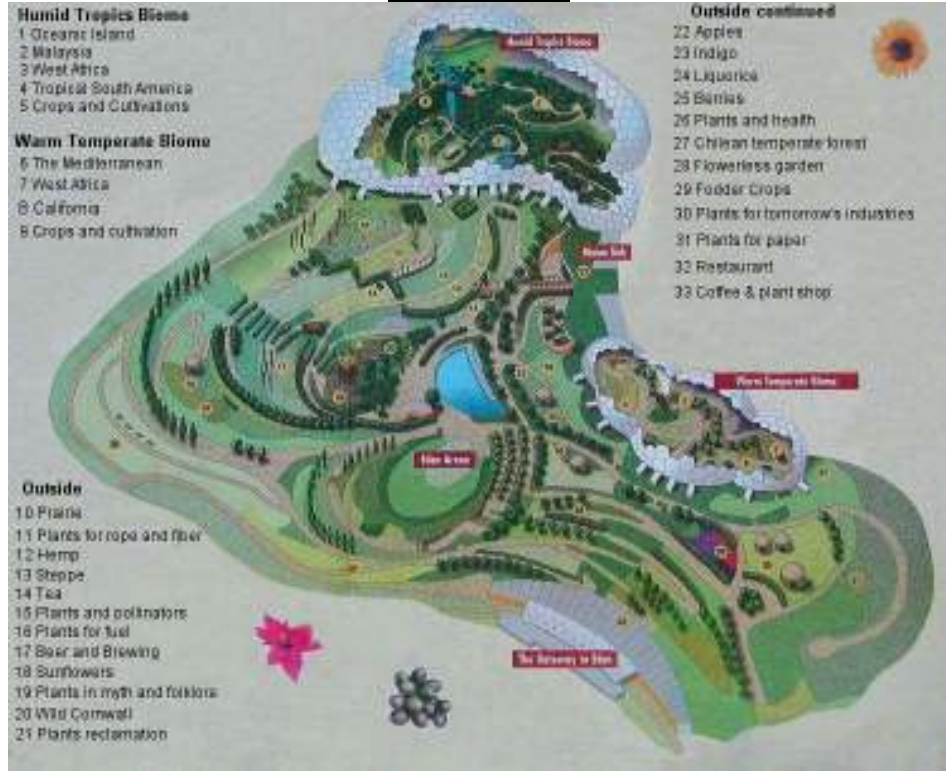 Humid Tropics Biome
1 Oceanic Island
2 Malaysia
3 West Africa
4 Tropical South America
5 Crops and Cultivations
Warm Temperate Biome
6 The Mediterranean
7 West Africa
8 California
9 Crops and cultivation
Outside
10 Prairie
11 Plants for rope and fiber
12 Hemp
13 Steppe
14 Tea
15 Plants and pollinators
16 Plants for fuel
17 Beer and Brewing
18 Sunflowers
19 Plants in myth and folklore
20 Wild Cornwall
21 Plants reclamation
Outside continued
22 Apples
23 Indigo
24 Liquorice
25 Berries
26 Plants and health
27 Chilean temperate forest
28 Flowerless garden
29 Fodder Crops
30 Plants for tomorrow's industries
31 Plants for paper
32 Restaurant
33 Coffee & plant shop
Humid Tropics Biome
Warm Temperate Biome
Eden Arena
The Gateway to Eden